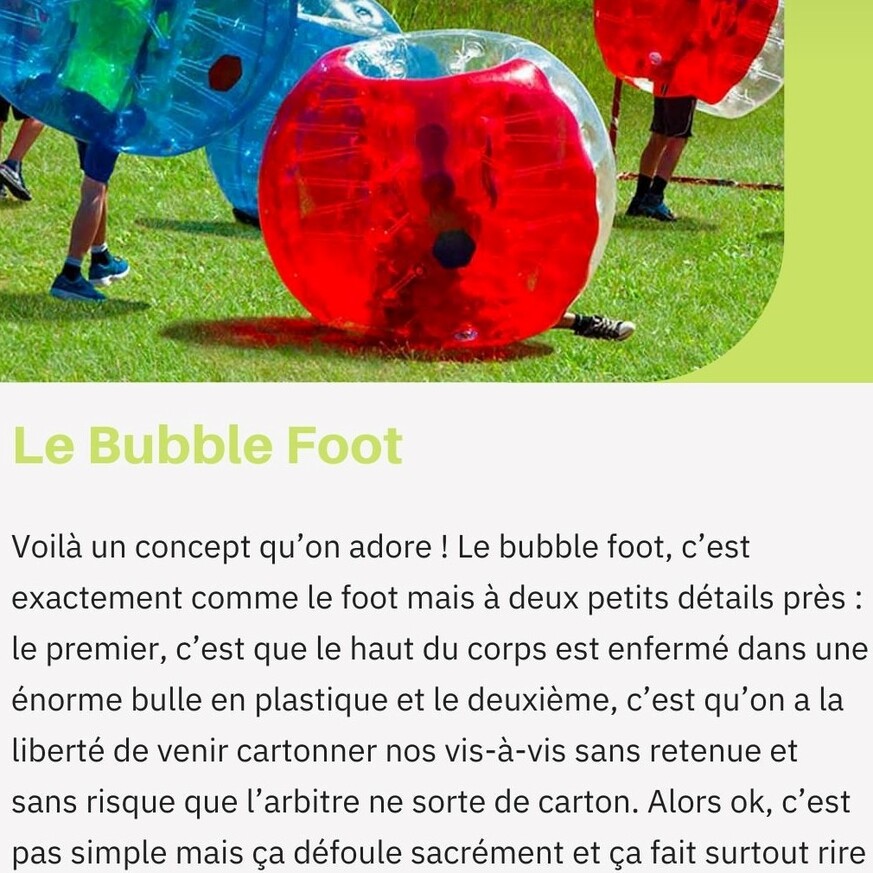 Le Bubble Foot
Voilà un concept qu’on adore ! Le bubble foot, c’est
exactement comme le foot mais à deux petits détails près :
le premier, c’est que le haut du corps est enfermé dans une
énorme bulle en plastique et le deuxième, c’est qu’on a la
liberté de venir cartonner nos vis-à-vis sans retenue et
sans risque que l’arbitre ne sorte de carton. Alors ok, c’est
pas simple mais ça défoule sacrément et ça fait surtout rire